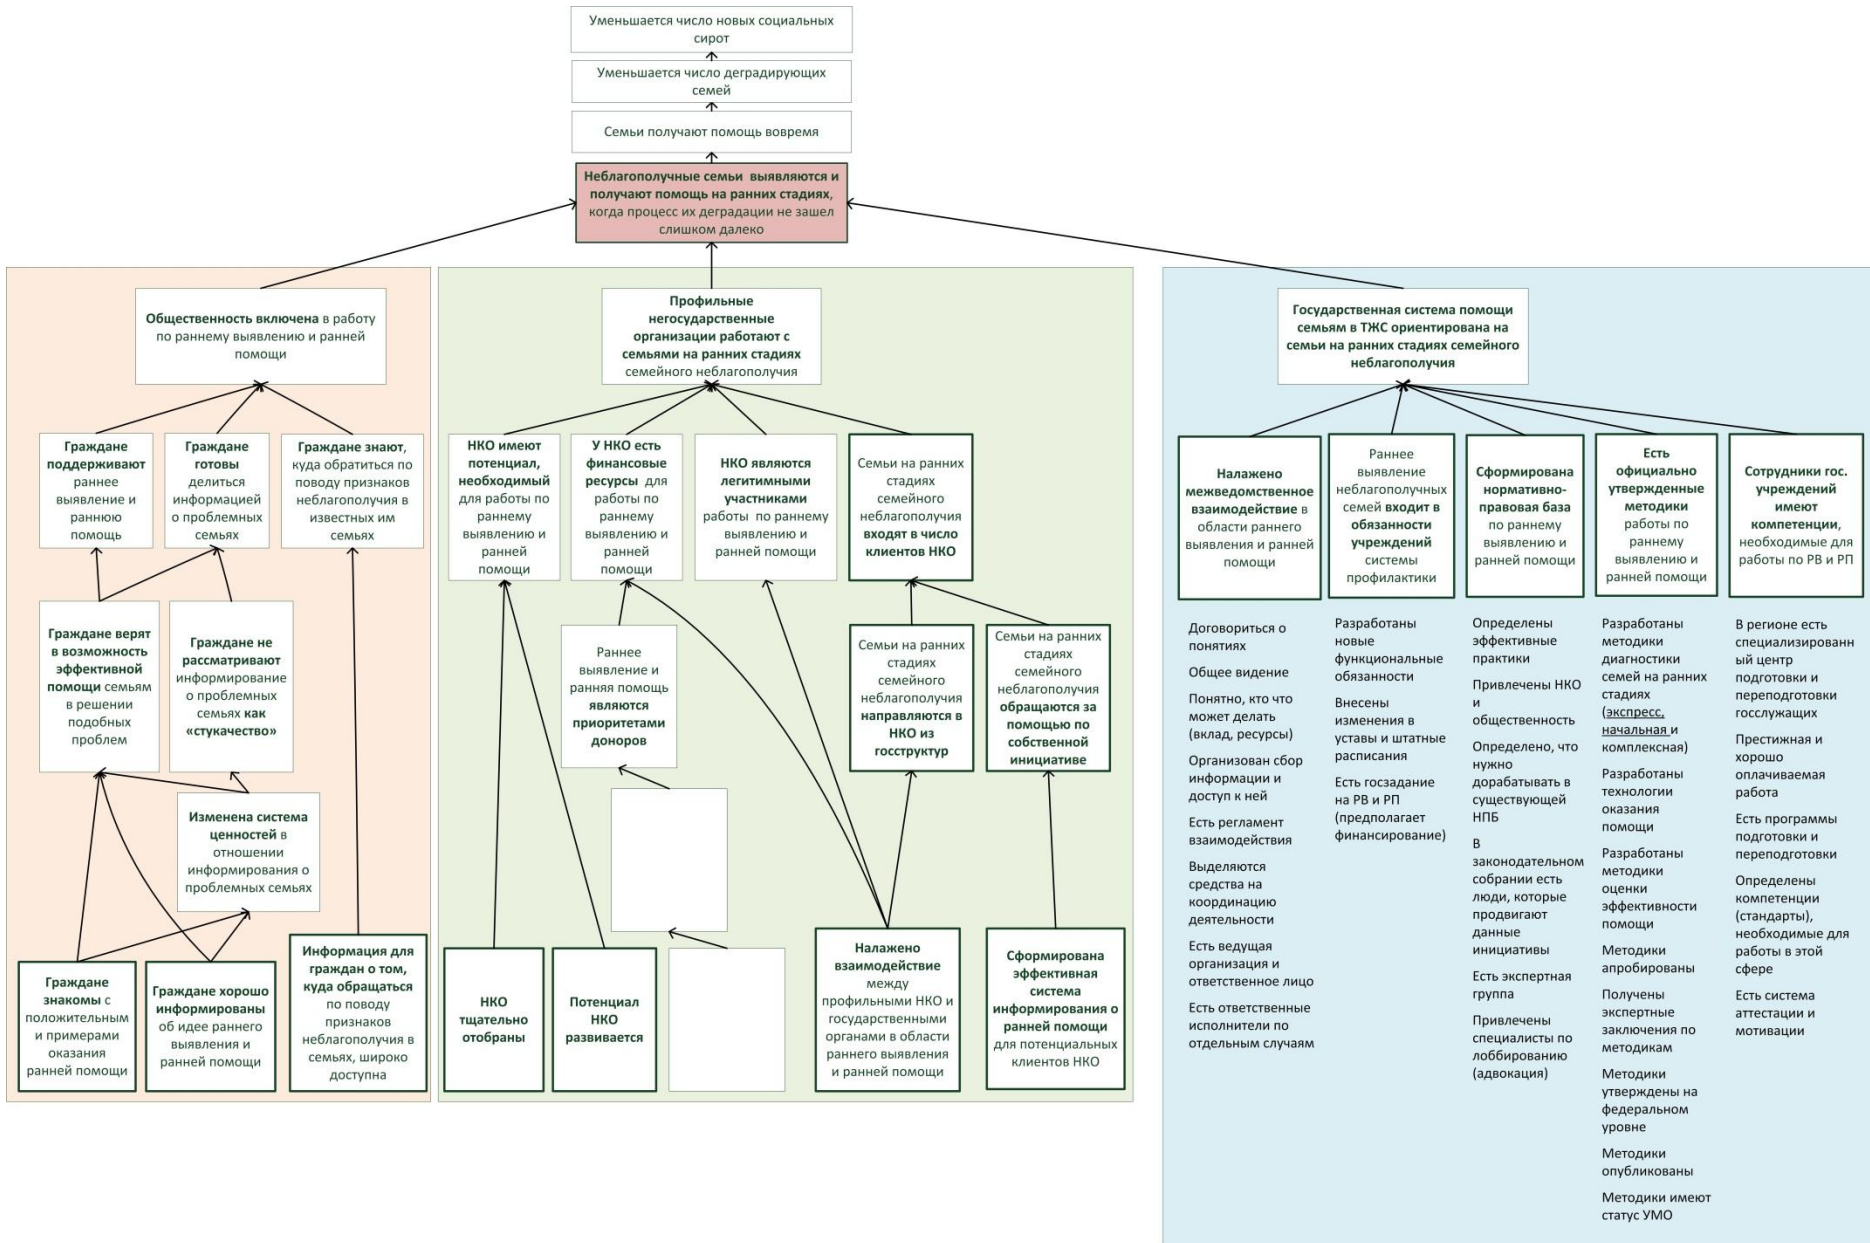 Уменьшается число новых социальных
сирот
Уменьшается число деградирующих
семей
Семьи получают помощь вовремя
Неблагополучные семьи выявляются и
получают помощь на ранних стадиях,
когда процесс их деградации не зашел
слишком далеко
Общественность включена в работу
по раннему выявлению и ранней
помощи
Граждане
поддерживают
раннее
выявление и
раннюю
помощь
Граждане
готовы
делиться
информацией
о проблемных
семьях
Граждане знают,
куда обратиться по
поводу признаков
неблагополучия в
известных им
семьях
Граждане верят
в возможность
эффективной
помощи семьям
в решении
подобных
проблем
Граждане не
рассматривают
информирование
о проблемных
семьях как
«стукачество»
Изменена система
ценностей в
отношении
информирования о
проблемных семьях
Граждане
знакомы с
положительным
и примерами
оказания
ранней помощи
Граждане хорошо
информированы
об идее раннего
выявления и
ранней помощи
Информация для
граждан о том,
куда обращаться
по поводу
признаков
неблагополучия в
семьях, широко
доступна
Профильные
негосударственные
организации работают с
семьями на ранних стадиях
семейного неблагополучия
НКО имеют
потенциал,
необходимый
для работы по
раннему
выявлению и
ранней
помощи
У НКО есть
финансовые
ресурсы для
работы по
раннему
выявлению и
ранней
помощи
НКО являются
легитимными
участниками
работы по раннему
выявлению и
ранней помощи
Семьи на ранних
стадиях
семейного
неблагополучия
входят в число
клиентов НКО
Раннее
выявление и
ранняя помощь
являются
приоритетами
доноров
Семьи на ранних
стадиях
семейного
неблагополучия
направляются в
НКО из
госструктур
Семьи на ранних
стадиях
семейного
неблагополучия
обращаются за
помощью по
собственной
инициативе
НКО
тщательно
отобраны
Потенциал
НКО
развивается
Налажено
взаимодействие
между
профильными НКО и
государственными
органами в области
раннего выявления
и ранней помощи
Сформирована
эффективная
система
информирования о
ранней помощи
для потенциальных
клиентов НКО
Государственная система помощи
семьям в ТЖС ориентирована на
семьи на ранних стадиях семейного
неблагополучия
Налажено
межведомственное
взаимодействие в
области раннего
выявления и ранней
помощи
Раннее
выявление
неблагополучных
семей входит в
обязанности
учреждений
системы
профилактики
Сформирована
нормативно-
правовая база
по раннему
выявлению и
ранней помощи
Есть
официально
утвержденные
методики
работы по
раннему
выявлению и
ранней помощи
Сотрудники гос.
учреждений
имеют
компетенции,
необходимые для
работы по РВ и РП
Договориться о
понятиях
Общее видение
Понятно, кто что
может делать
(вклад, ресурсы)
Организован сбор
информации и
доступ к ней
Есть регламент
взаимодействия
Выделяются
средства на
координацию
деятельности
Есть ведущая
организация и
ответственное лицо
Есть ответственные
исполнители по
отдельным случаям
Разработаны
новые
функциональные
обязанности
Внесены
изменения в
уставы и штатные
расписания
Есть госзадание
на РВ и РП
(предполагает
финансирование)
Определены
эффективные
практики
Привлечены НКО
и
общественность
Определено, что
нужно
дорабатывать в
существующей
НПБ
В
законодательном
собрании есть
люди, которые
продвигают
данные
инициативы
Есть экспертная
группа
Привлечены
специалисты по
лоббированию
(адвокация)
Разработаны
методики
диагностики
семей на ранних
стадиях
(экспресс,
начальная и
комплексная)
Разработаны
технологии
оказания
помощи
Разработаны
методики
оценки
эффективности
помощи
Методики
апробированы
Получены
экспертные
заключения по
методикам
Методики
утверждены на
федеральном
уровне
Методики
опубликованы
Методики имеют
статус УМО
В регионе есть
специализированн
ый центр
подготовки и
переподготовки
госслужащих
Престижная и
хорошо
оплачиваемая
работа
Есть программы
подготовки и
переподготовки
Определены
компетенции
(стандарты),
необходимые для
работы в этой
сфере
Есть система
аттестации и
мотивации